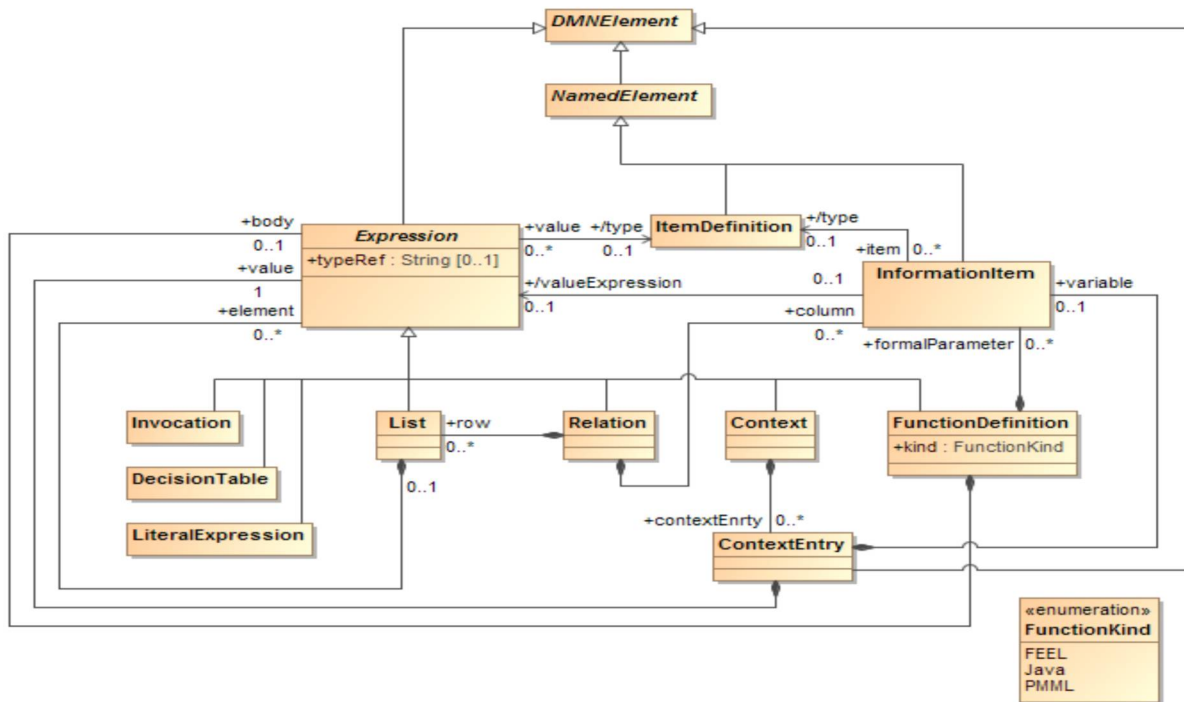 DMNElement
NamedElement
+body
0..1
Expression
+typeRef : String [0..1]
+value
0..*
+/type
0..1
ItemDefinition
+/type
0..1
+item
0..*
InformationItem
+value
1
+element
0..*
+/valueExpression
0..1
0..1
+variable
0..1
+column
0..*
+formalParameter
0..*
Invocation
List
+row
0..*
Relation
Context
FunctionDefinition
+kind : FunctionKind
DecisionTable
0..1
LiteralExpression
+contextEnrty
0..*
ContextEntry
«enumeration»
FunctionKind
FEEL
Java
PMML